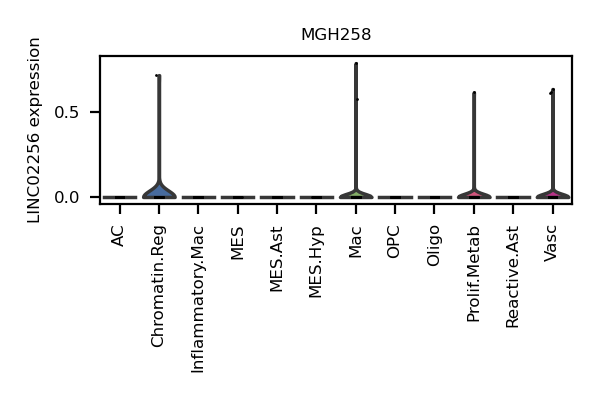 MGH258
LINC02256 expression
0.5
0.0
AC
Chromatin.Reg
Inflammatory.Mac
MES
MES.Ast
MES.Hyp
Mac
OPC
Oligo
Prolif.Metab
Reactive.Ast
Vasc